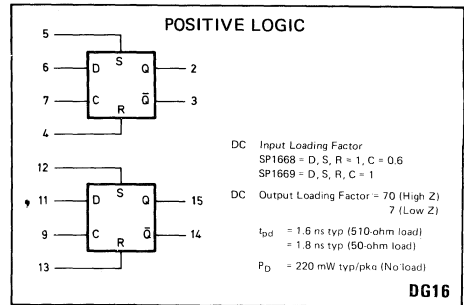 POSITIVE LOGIC
5
6 D S Q 2
7 C R Q̄ 3
4
12
11 D S Q 15
9 C R Q̄ 14
13
DC Input Loading Factor
SP1668 = D, S, R = 1, C = 0.6
SP1669 = D, S, R, C = 1
DC Output Loading Factor = 70 (High Z)
7 (Low Z)
tpd = 1.6 ns typ (510-ohm load)
= 1.8 ns typ (50-ohm load)
PD = 220 mW typ/pkg (No load)
DG16